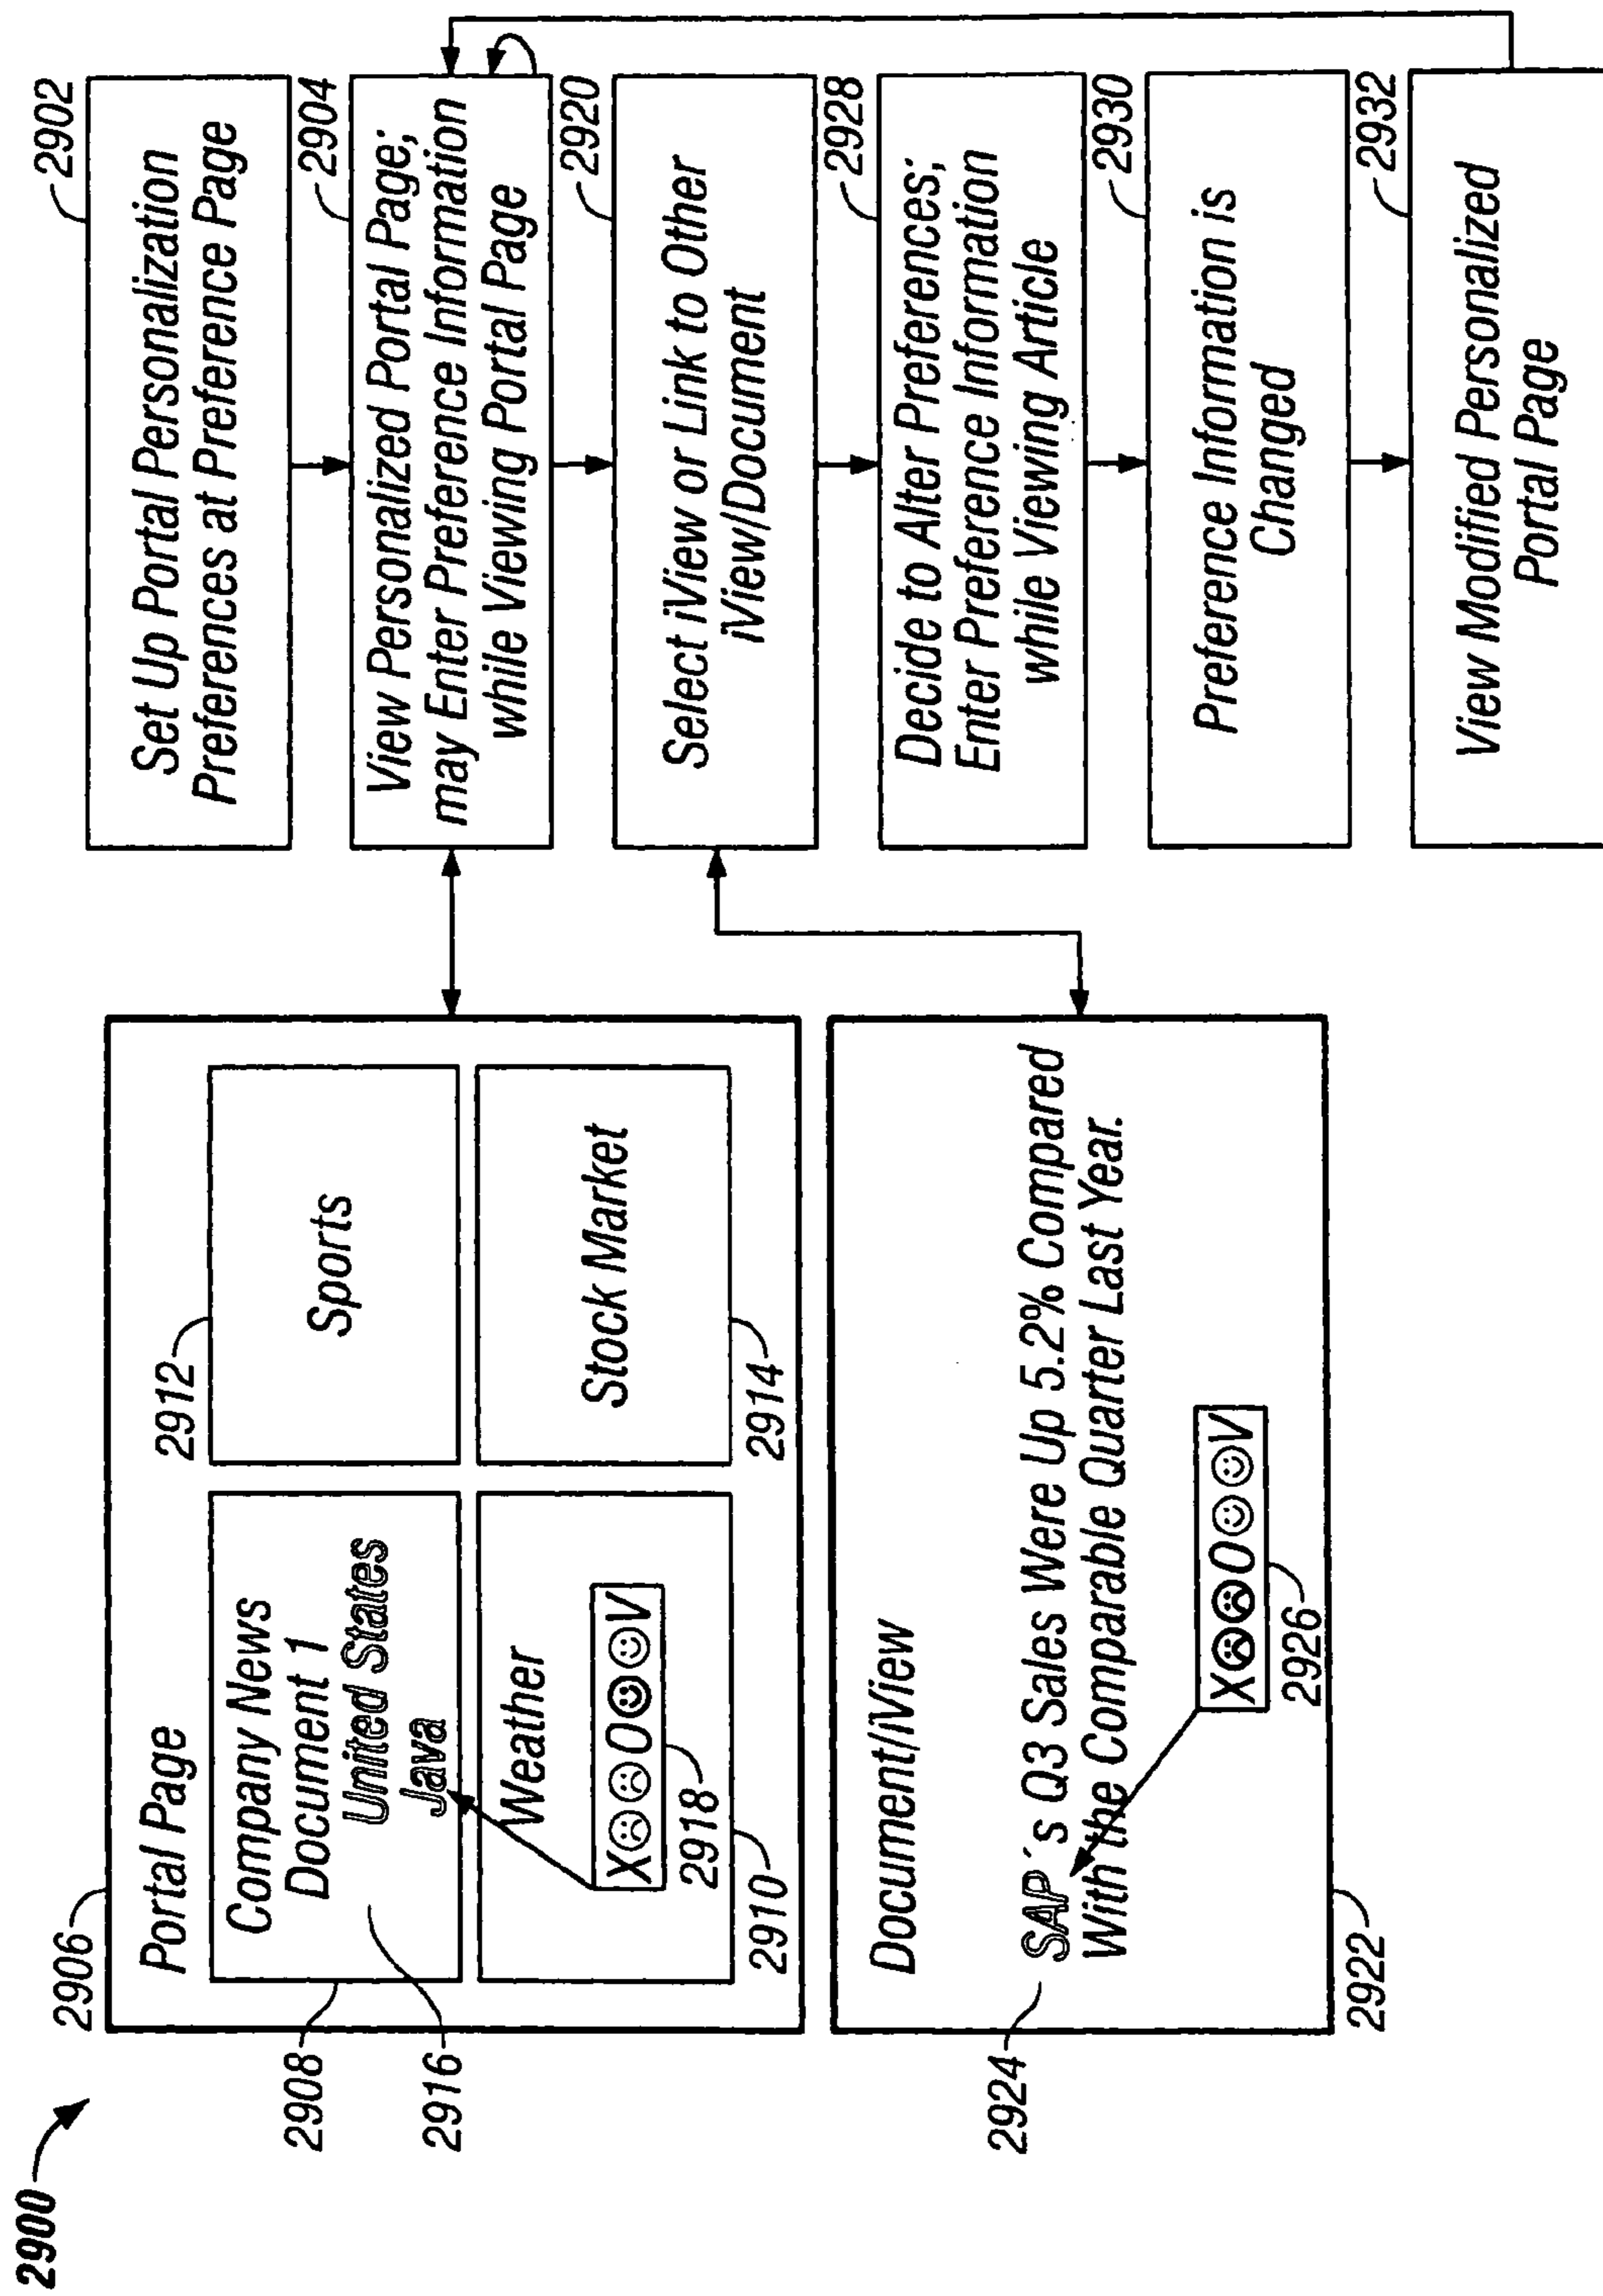 2900
2906
Portal Page
2908
Company News
Document 1
United States
Java
2916
2912
Sports
Weather
X☹☹O☺☺V
2918
2910
Stock Market
2914
Document/iView
2924
SAP´s Q3 Sales Were Up 5.2% Compared
With the Comparable Quarter Last Year.
X☹☹O☺☺V
2926
2922
2902
Set Up Portal Personalization
Preferences at Preference Page
2904
View Personalized Portal Page;
may Enter Preference Information
while Viewing Portal Page
2920
Select iView or Link to Other
iView/Document
2928
Decide to Alter Preferences;
Enter Preference Information
while Viewing Article
2930
Preference Information is
Changed
2932
View Modified Personalized
Portal Page